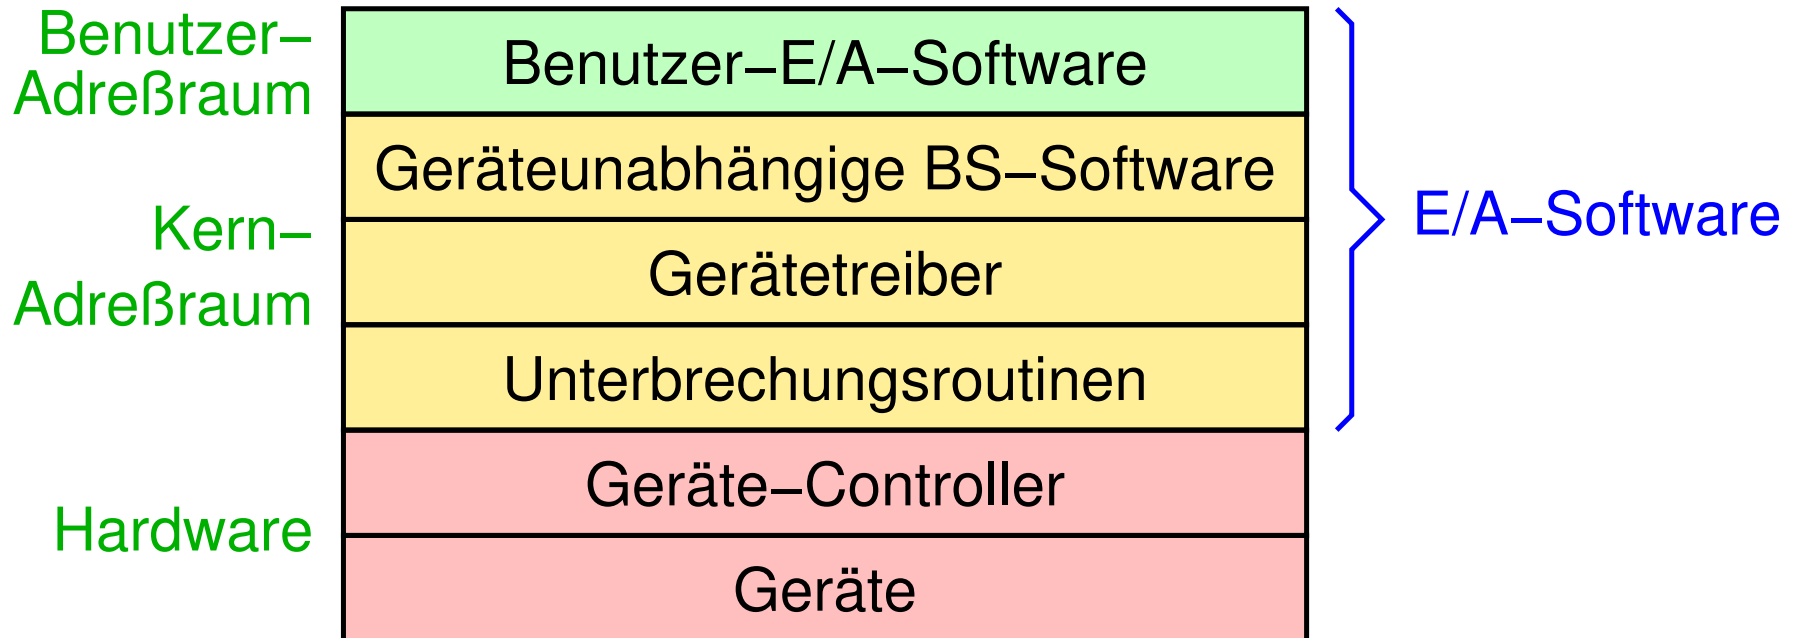 Benutzer–
Adreßraum
Benutzer–E/A–Software
Geräteunabhängige BS–Software
Kern–
Adreßraum
Gerätetreiber
Unterbrechungsroutinen
E/A–Software
Hardware
Geräte–Controller
Geräte